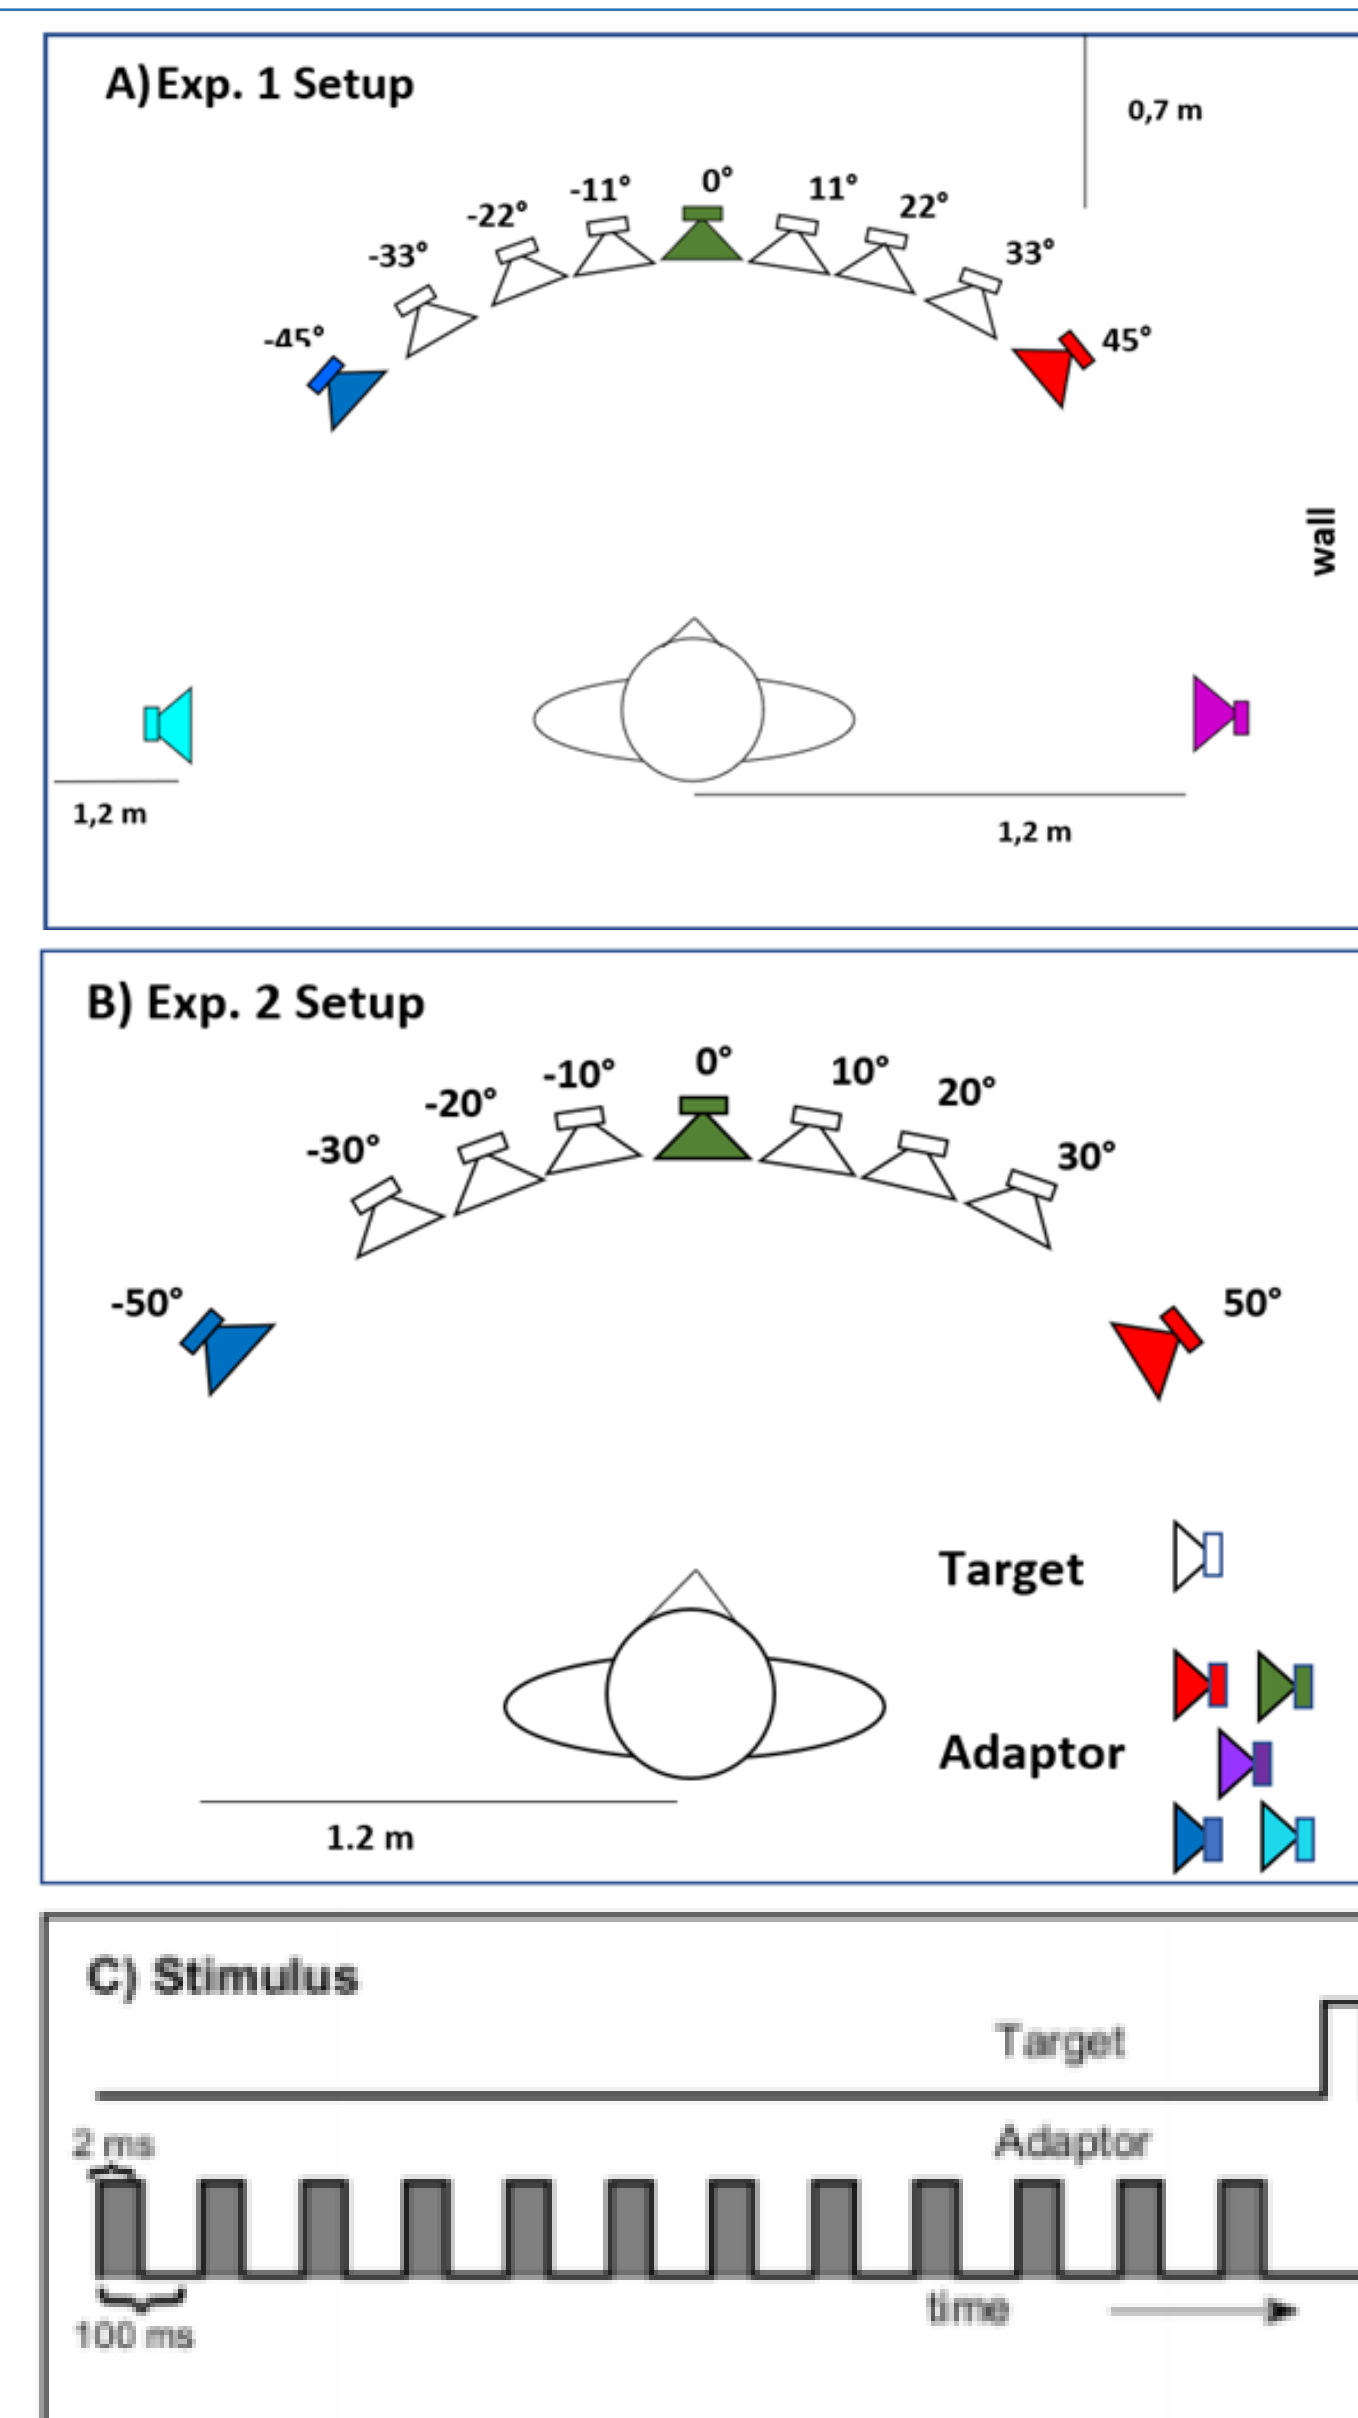 A) Exp. 1 Setup
0,7 m
0°
-11°
11°
-22°
22°
-33°
33°
-45°
45°
wall
1,2 m
1,2 m
B) Exp. 2 Setup
0°
-10°
10°
-20°
20°
-30°
30°
-50°
50°
Target
Adaptor
1.2 m
C) Stimulus
Target
2 ms
Adaptor
time
100 ms